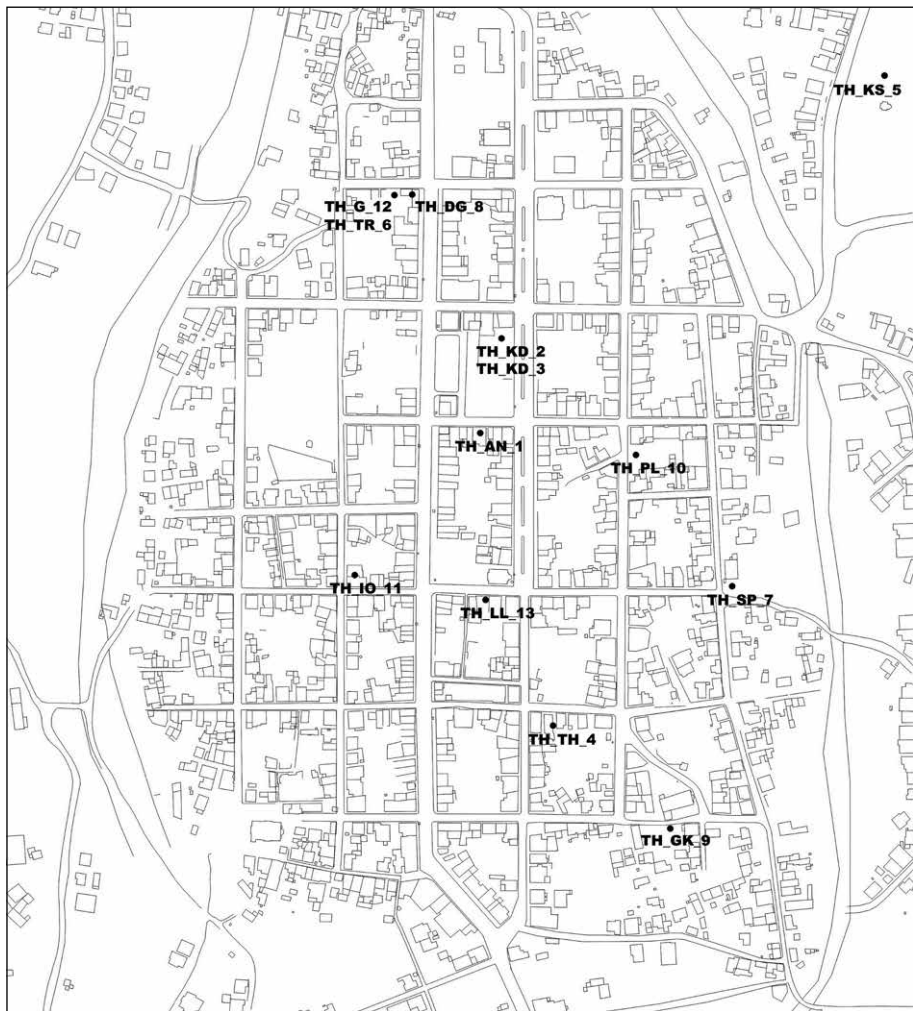 TH_KS_5
TH_G_12
TH_DG_8
TH_TR_6
TH_KD_2
TH_KD_3
TH_AN_1
TH_PL_10
TH_IO_11
TH_SP_7
TH_LL_13
TH_TH_4
TH_GK_9